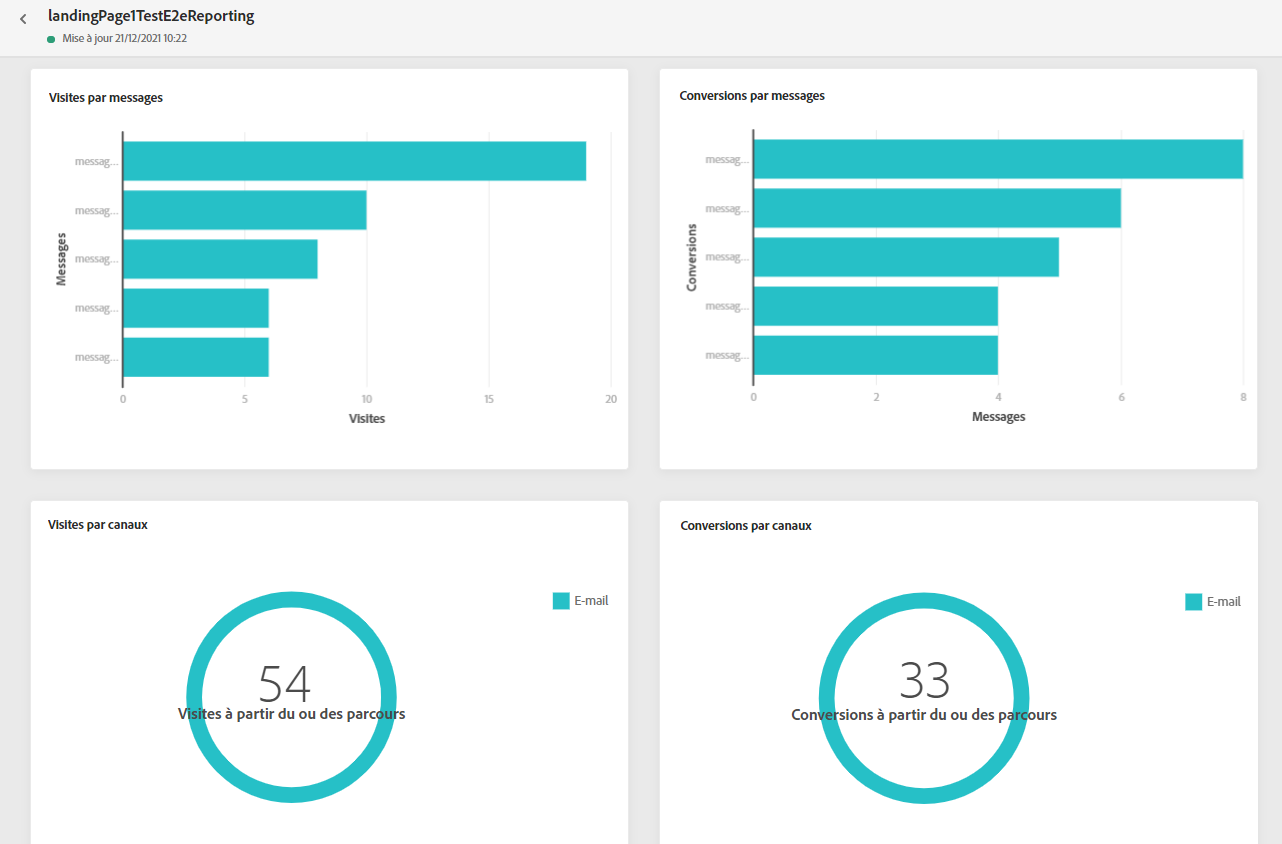 landingPage1TestE2eReporting
Mise à jour 21/12/2021 10:22
Visites par messages
messag...
messag...
messag...
messag...
messag...
Messages
0 5 10 15 20
Visites
Conversions par messages
messag...
messag...
messag...
messag...
messag...
Conversions
0 2 4 6 8
Messages
Visites par canaux
E-mail
54
Visites à partir du ou des parcours
Conversions par canaux
E-mail
33
Conversions à partir du ou des parcours